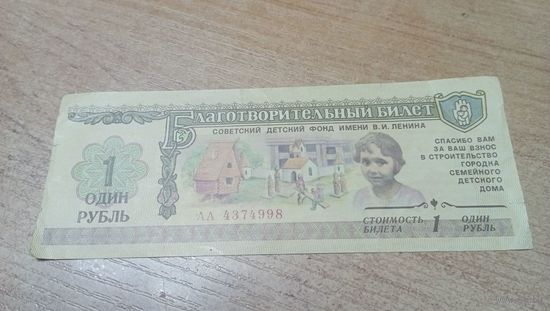 Благотворительный билет
СОВЕТСКИЙ ДЕТСКИЙ ФОНД ИМЕНИ В.И. ЛЕНИНА
1
ОДИН
РУБЛЬ
СПАСИБО ВАМ
ЗА ВАШ ВЗНОС
В СТРОИТЕЛЬСТВО
ГОРОДКА
СЕМЕЙНОГО
ДЕТСКОГО
ДОМА
АА 4374998
СТОИМОСТЬ
БИЛЕТА
1
ОДИН
РУБЛЬ